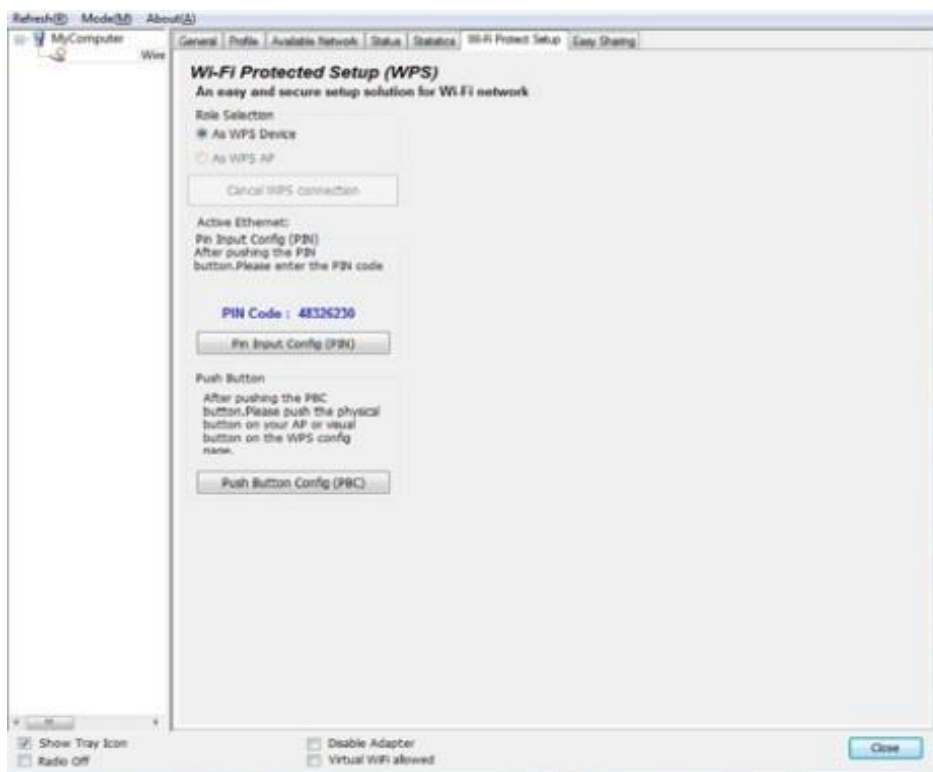 Refresh(R) Mode(M) About(A)
MyComputer
Wire
General Profile Available Network Status Statistics Wi-Fi Protect Setup Easy Sharing
Wi-Fi Protected Setup (WPS)
An easy and secure setup solution for Wi-Fi network
Role Selection
As WPS Device
As WPS AP
Cancel WPS connection
Active Ethernet:
Pin Input Config (PIN)
After pushing the PIN
button.Please enter the PIN code
PIN Code : 48326230
Pin Input Config (PIN)
Push Button
After pushing the PBC
button.Please push the physical
button on your AP or visual
button on the WPS config
Push Button Config (PBC)
Show Tray Icon
Radio Off
Disable Adapter
Virtual WiFi allowed
Close